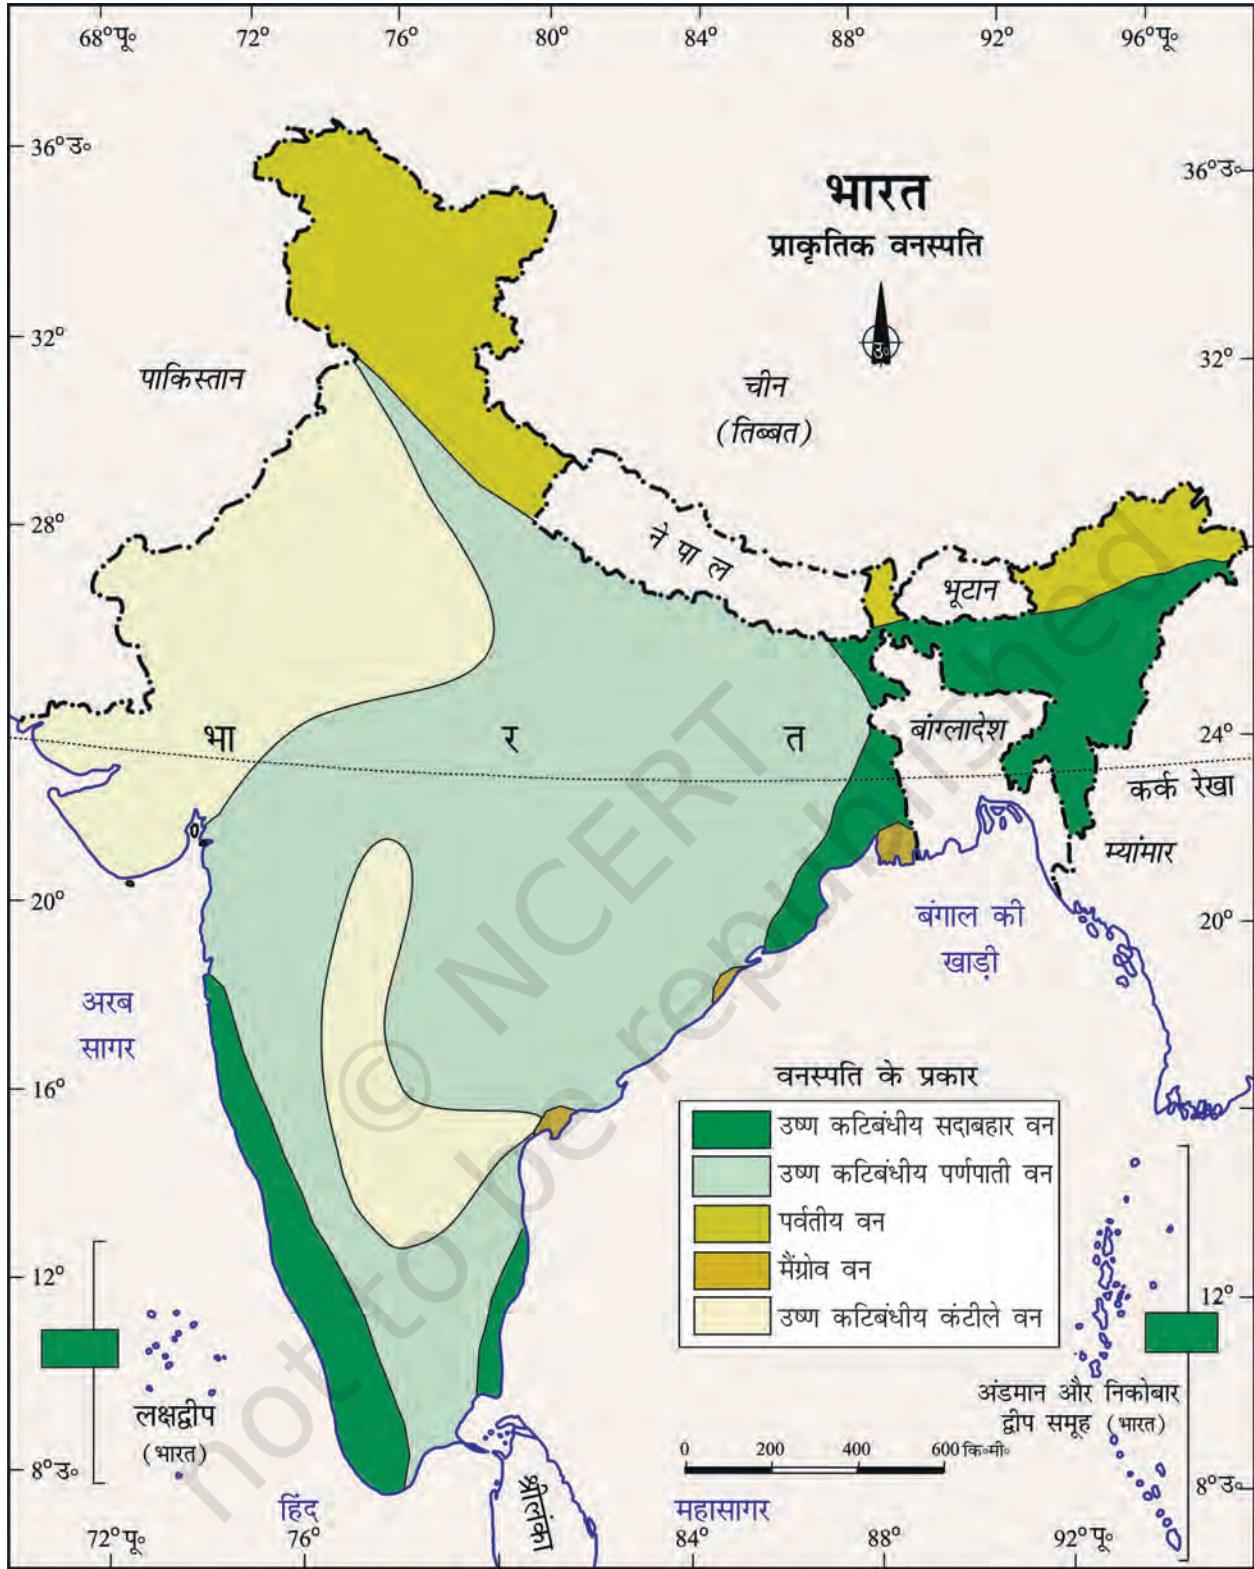 68°पू॰ 72° 76° 80° 84° 88° 92° 96°पू॰
36°उ॰
36°उ॰
भारत
प्राकृतिक वनस्पति
उ॰
32°
32°
पाकिस्तान
चीन
(तिब्बत)
28°
नेपाल
भूटान
भारत
बांग्लादेश
24°
कर्क रेखा
म्यांमार
20°
20°
बंगाल की
खाड़ी
अरब
सागर
16°
वनस्पति के प्रकार
उष्ण कटिबंधीय सदाबहार वन
उष्ण कटिबंधीय पर्णपाती वन
पर्वतीय वन
मैंग्रोव वन
उष्ण कटिबंधीय कंटीले वन
12°
12°
लक्षद्वीप
(भारत)
अंडमान और निकोबार
द्वीप समूह (भारत)
0 200 400 600 कि॰मी॰
8°उ॰
8°उ॰
श्रीलंका
हिंद महासागर
72°पू॰ 76° 84° 88° 92°पू॰
© NCERT
not to be republished